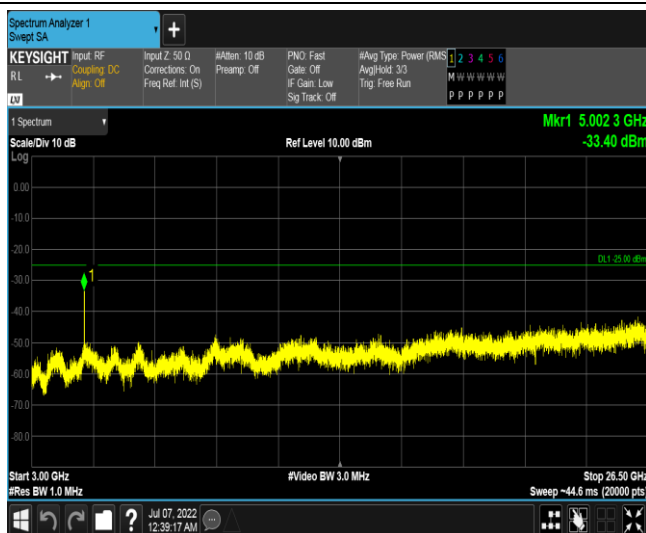 Spectrum Analyzer 1
Swept SA
+
KEYSIGHT
RL
LXI
Input: RF
Coupling: DC
Align: Off
Input Z: 50 Ω
Corrections: On
Freq Ref: Int (S)
#Atten: 10 dB
Preamp: Off
PNO: Fast
Gate: Off
IF Gain: Low
Sig Track: Off
#Avg Type: Power (RMS
Avg|Hold: 3/3
Trig: Free Run
1 2 3 4 5 6
M W W W W W
P P P P P P
1 Spectrum
Mkr1 5.002 3 GHz
Scale/Div 10 dB
Ref Level 10.00 dBm
-33.40 dBm
Log
0.00
-10.0
-20.0
DL1 -25.00 dBm
1
-30.0
-40.0
-50.0
-60.0
-70.0
-80.0
Start 3.00 GHz
#Video BW 3.0 MHz
Stop 26.50 GHz
#Res BW 1.0 MHz
Sweep ~44.6 ms (20000 pts)
?
Jul 07, 2022
12:39:17 AM